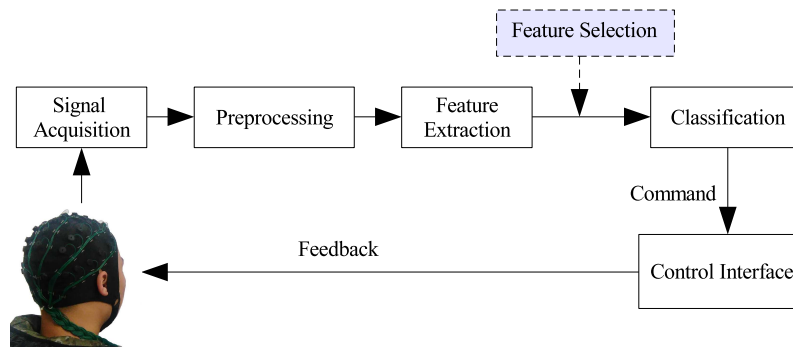 Feature Selection
Signal
Acquisition
Preprocessing
Feature
Extraction
Classification
Command
Feedback
Control Interface